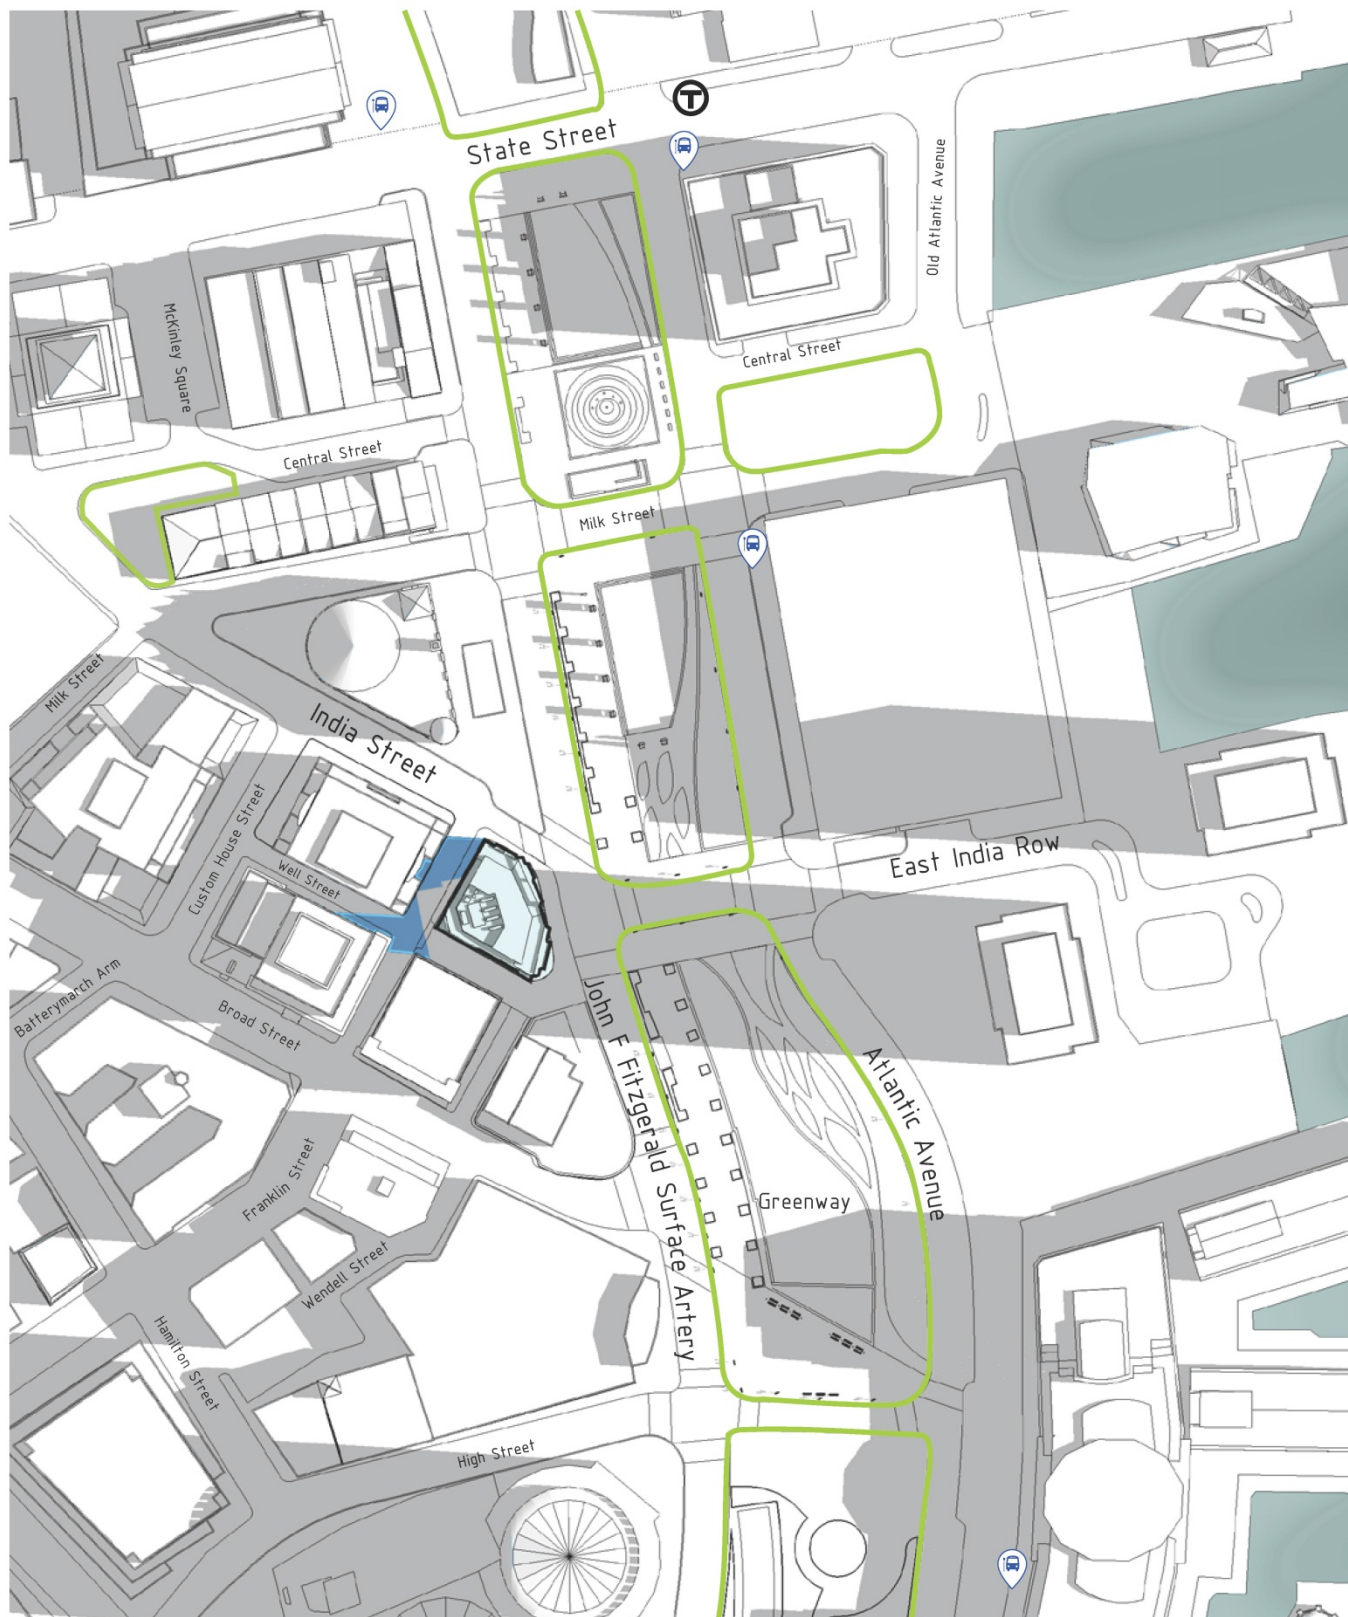 T
State Street
Old Atlantic Avenue
McKinley Square
Central Street
Central Street
Milk Street
Milk Street
India Street
Custom House Street
Well Street
East India Row
Batterymarch Arm
Broad Street
John F Fitzgerald Surface Artery
Atlantic Avenue
Franklin Street
Greenway
Wendell Street
Hamilton Street
High Street